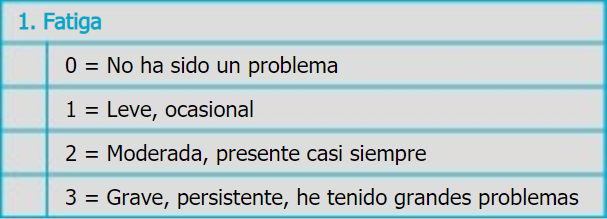 1. Fatiga
0 = No ha sido un problema
1 = Leve, ocasional
2 = Moderada, presente casi siempre
3 = Grave, persistente, he tenido grandes problemas